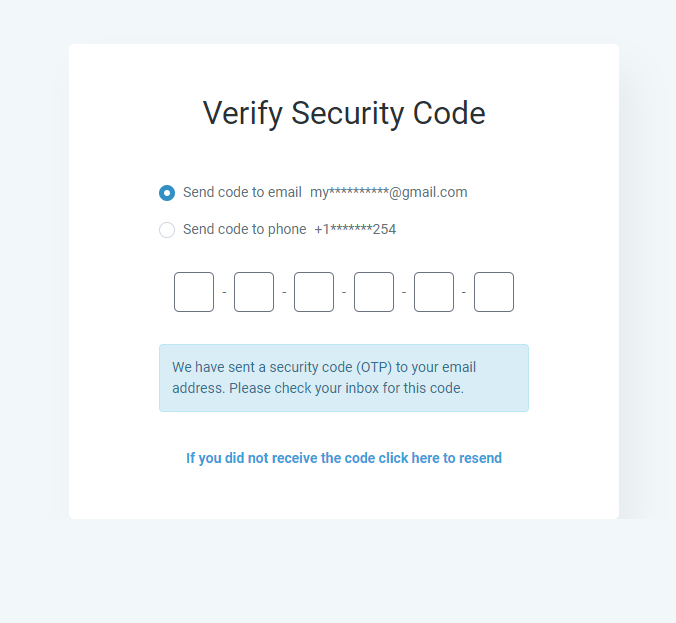 Verify Security Code
Send code to email my**********@gmail.com
Send code to phone +1*******254
- - - - -
We have sent a security code (OTP) to your email
address. Please check your inbox for this code.
If you did not receive the code click here to resend